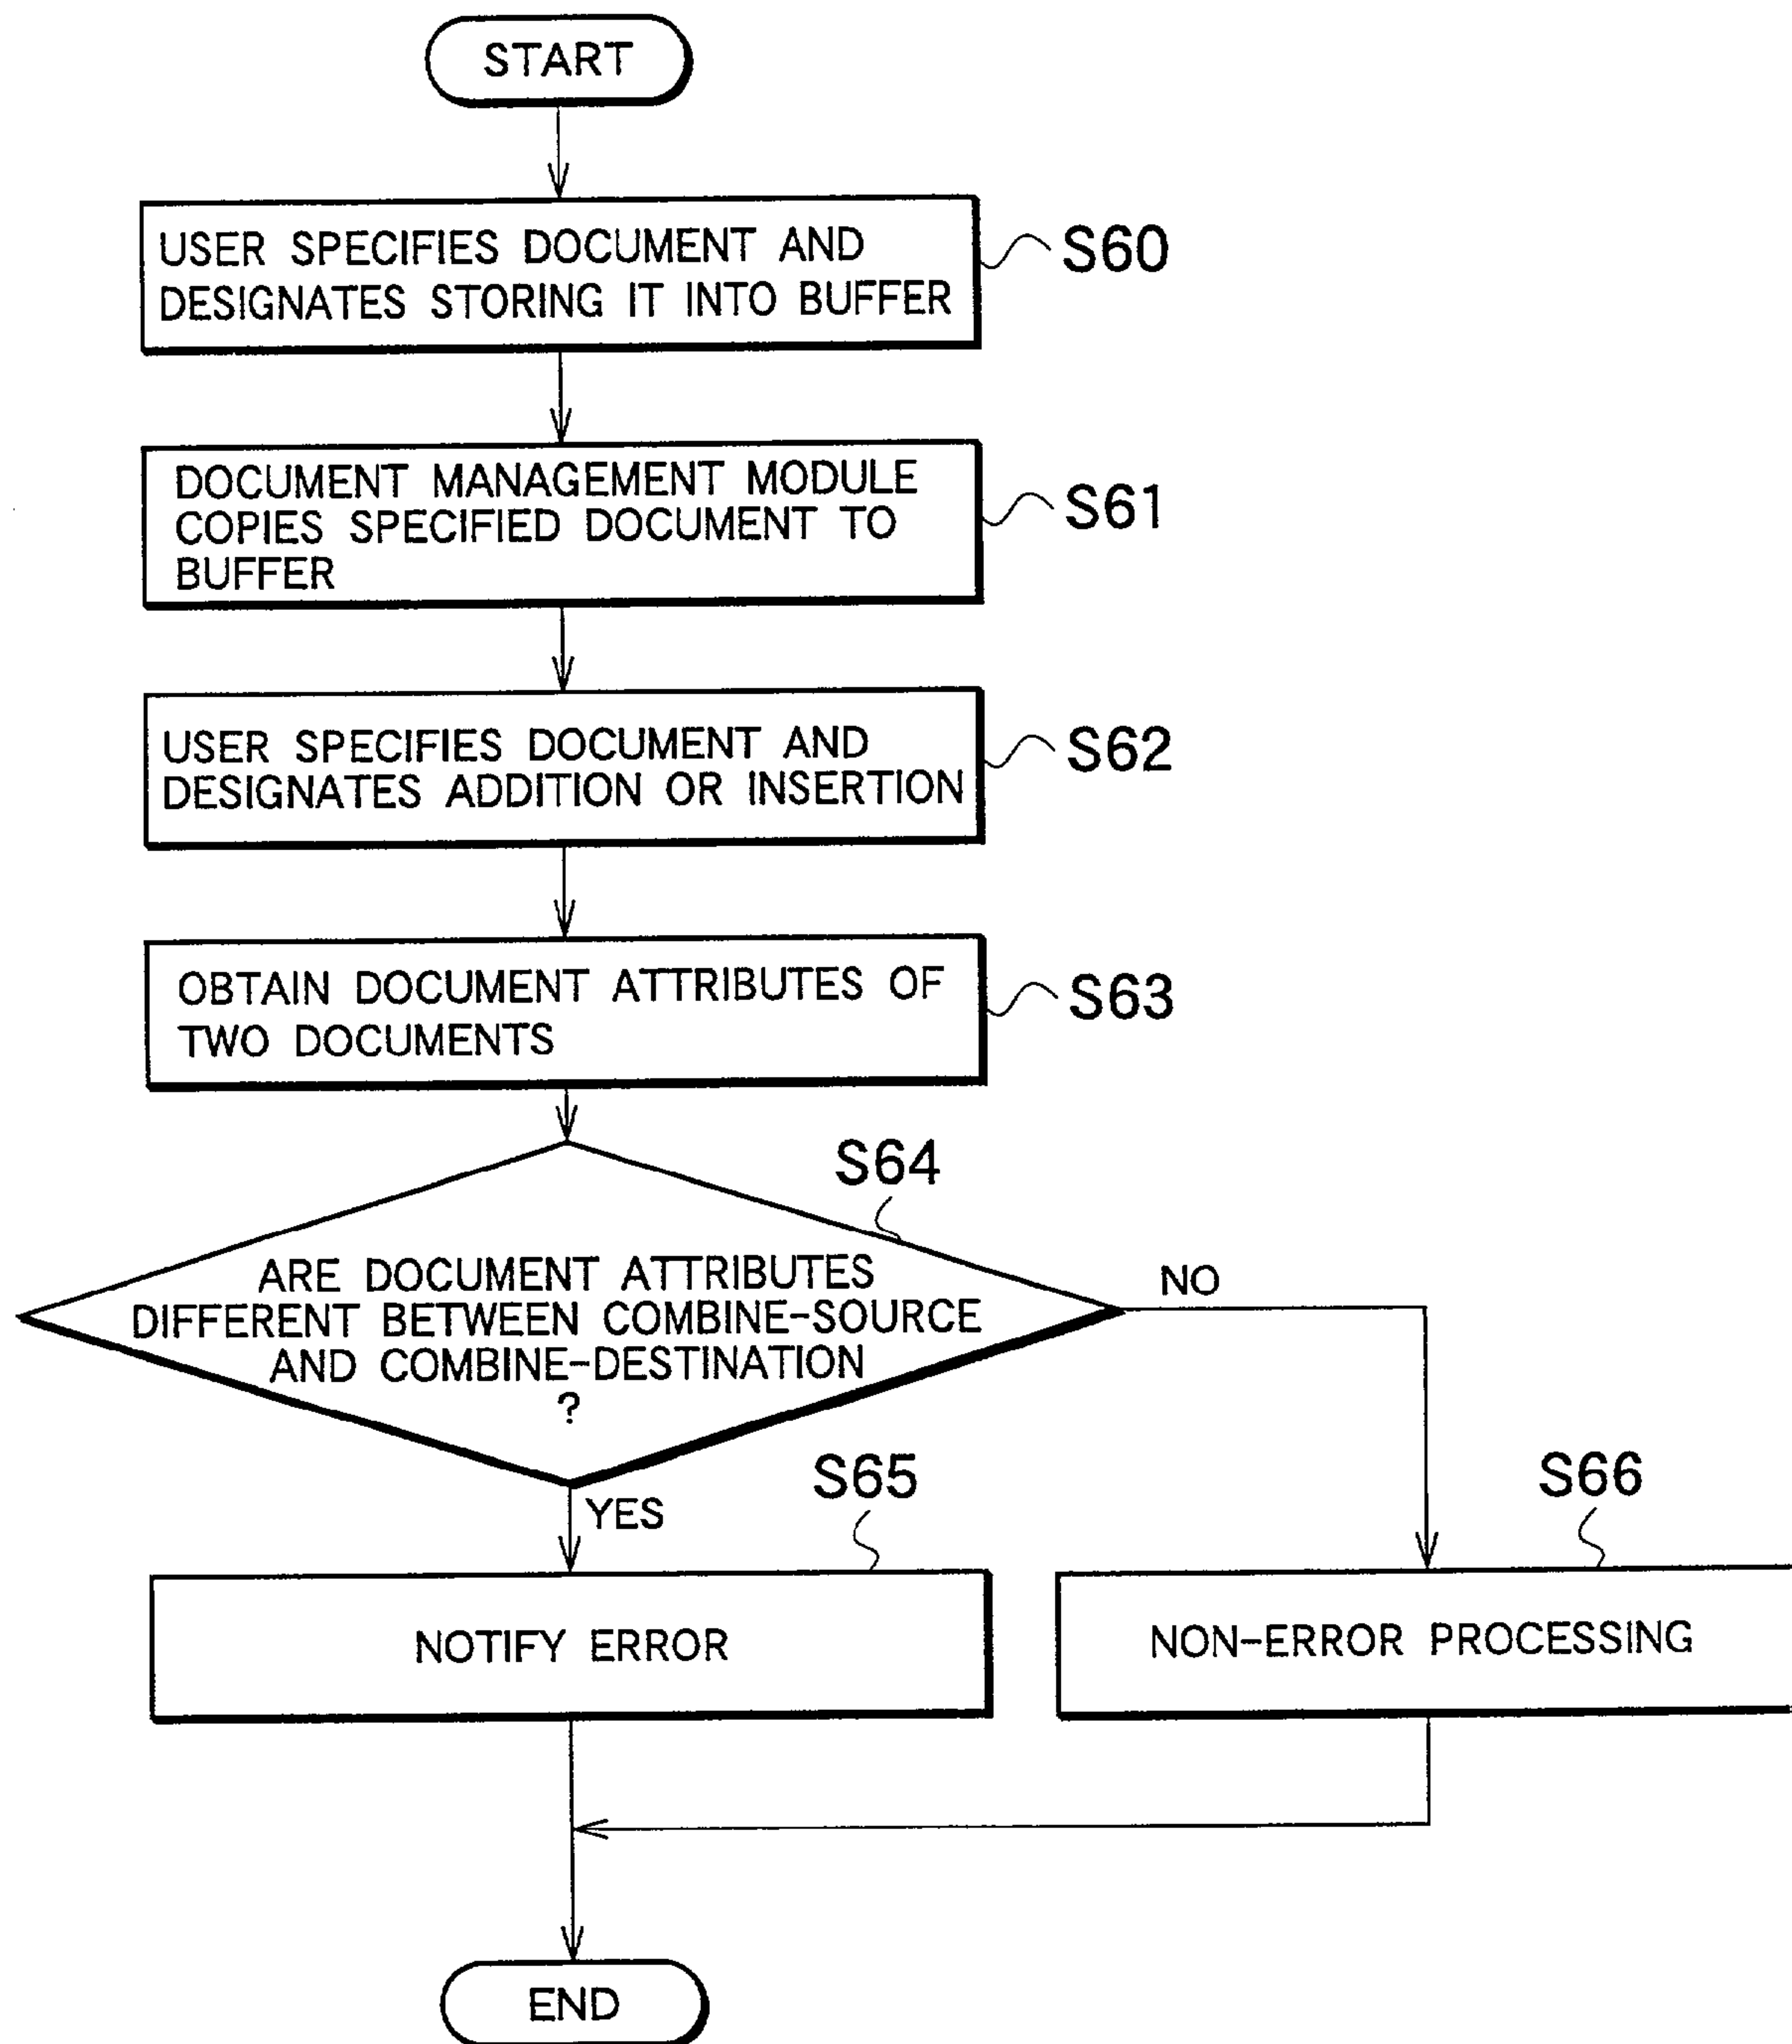 START
USER SPECIFIES DOCUMENT AND
DESIGNATES STORING IT INTO BUFFER
S60
DOCUMENT MANAGEMENT MODULE
COPIES SPECIFIED DOCUMENT TO
BUFFER
S61
USER SPECIFIES DOCUMENT AND
DESIGNATES ADDITION OR INSERTION
S62
OBTAIN DOCUMENT ATTRIBUTES OF
TWO DOCUMENTS
S63
S64
ARE DOCUMENT ATTRIBUTES
DIFFERENT BETWEEN COMBINE-SOURCE
AND COMBINE-DESTINATION
?
NO
YES
S65
S66
NOTIFY ERROR
NON-ERROR PROCESSING
END